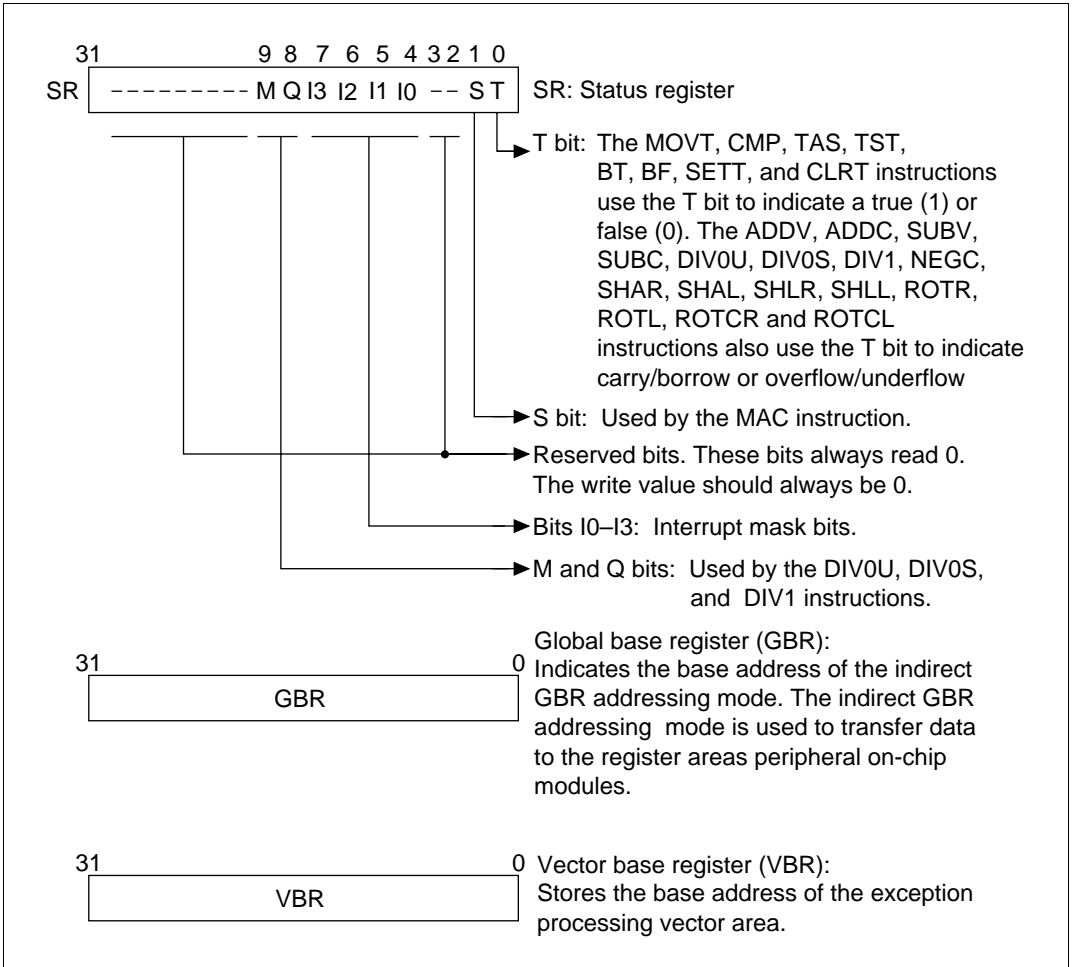 31 9 8 7 6 5 4 3 2 1 0
SR --------- M Q I3 I2 I1 I0 -- S T SR: Status register
T bit: The MOVT, CMP, TAS, TST,
BT, BF, SETT, and CLRT instructions
use the T bit to indicate a true (1) or
false (0). The ADDV, ADDC, SUBV,
SUBC, DIV0U, DIV0S, DIV1, NEGC,
SHAR, SHAL, SHLR, SHLL, ROTR,
ROTL, ROTCR and ROTCL
instructions also use the T bit to indicate
carry/borrow or overflow/underflow
S bit: Used by the MAC instruction.
Reserved bits. These bits always read 0.
The write value should always be 0.
Bits I0–I3: Interrupt mask bits.
M and Q bits: Used by the DIV0U, DIV0S,
and DIV1 instructions.
Global base register (GBR):
31 0 Indicates the base address of the indirect
GBR GBR addressing mode. The indirect GBR
addressing mode is used to transfer data
to the register areas peripheral on-chip
modules.
31 0 Vector base register (VBR):
VBR Stores the base address of the exception
processing vector area.